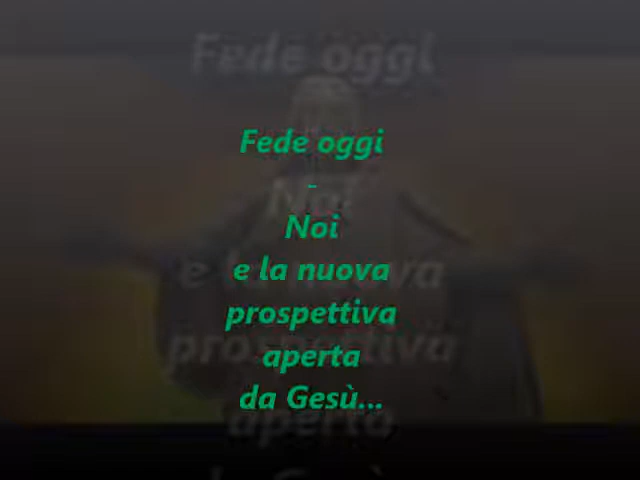 Fede oggi
-
Noi
e la nuova
prospettiva
aperta
da Gesù...